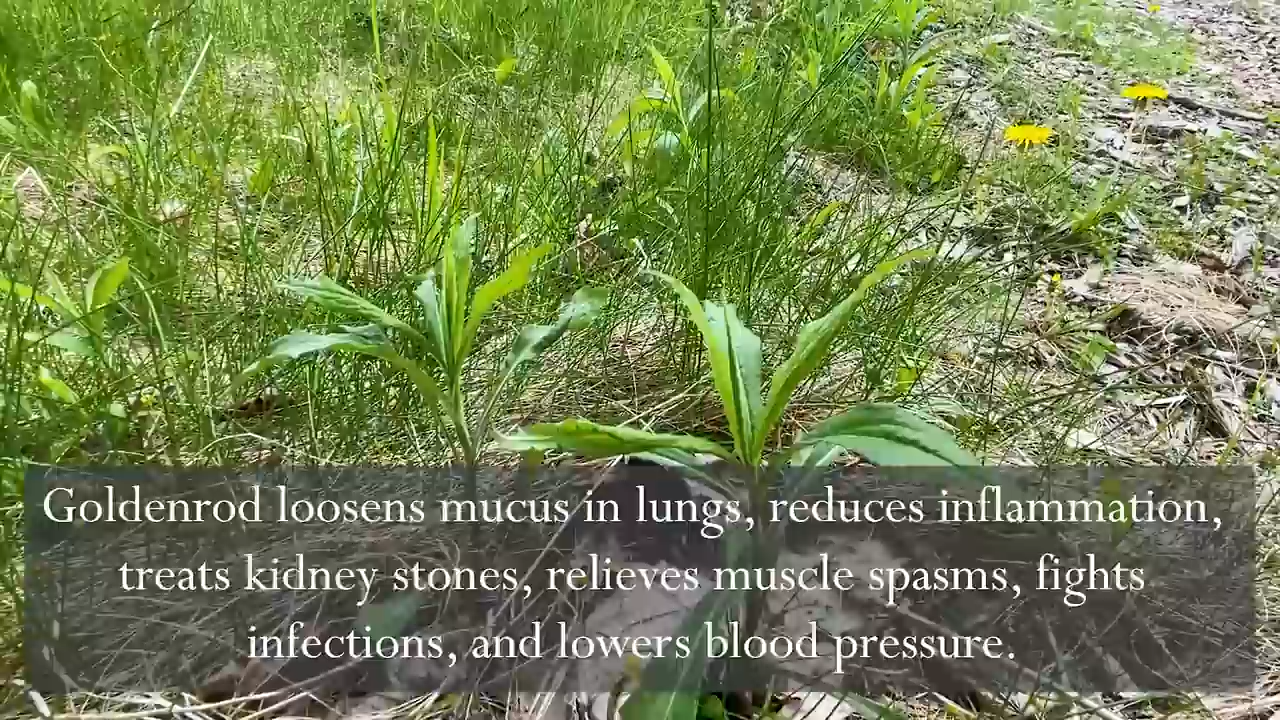 Goldenrod loosens mucus in lungs, reduces inflammation,
treats kidney stones, relieves muscle spasms, fights
infections, and lowers blood pressure.